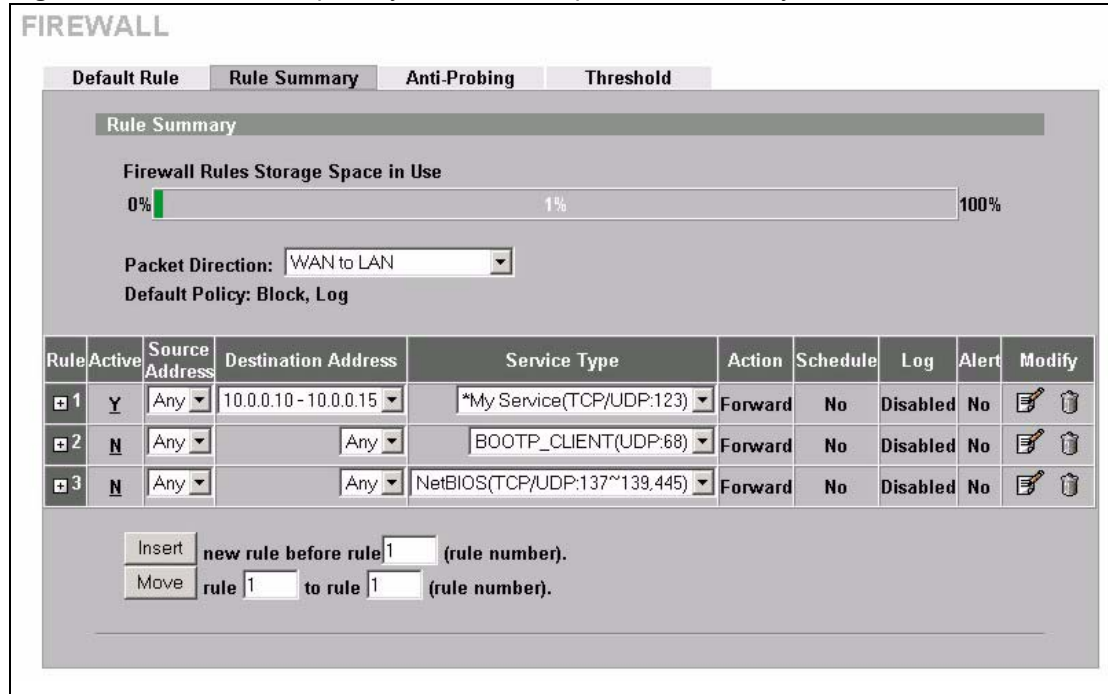 FIREWALL
Default Rule Rule Summary Anti-Probing Threshold
Rule Summary
Firewall Rules Storage Space in Use
0% 1% 100%
Packet Direction: WAN to LAN
Default Policy: Block, Log
Rule Active Source Address Destination Address Service Type Action Schedule Log Alert Modify
1 Y Any 10.0.0.10 - 10.0.0.15 *My Service(TCP/UDP:123) Forward No Disabled No
2 N Any Any BOOTP_CLIENT(UDP:68) Forward No Disabled No
3 N Any Any NetBIOS(TCP/UDP:137~139,445) Forward No Disabled No
Insert new rule before rule 1 (rule number).
Move rule 1 to rule 1 (rule number).